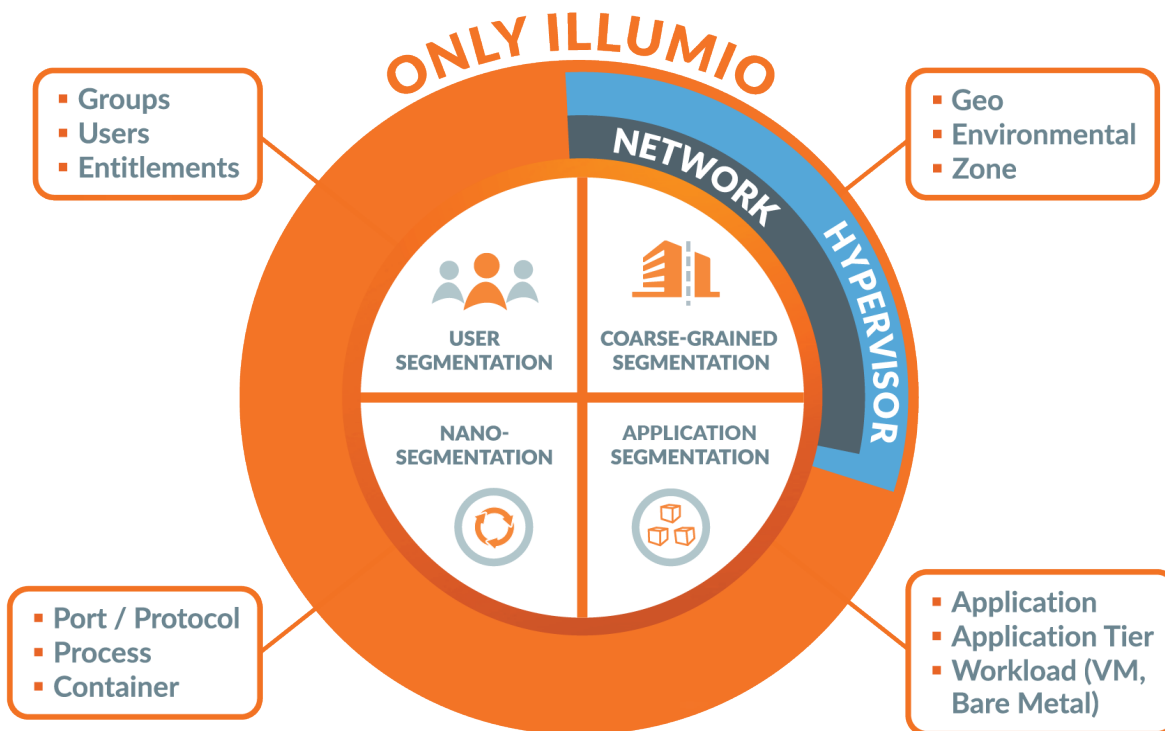 ONLY ILLUMIO
▪ Groups
▪ Users
▪ Entitlements
▪ Geo
▪ Environmental
▪ Zone
NETWORK
HYPERVISOR
USER
SEGMENTATION
COARSE-GRAINED
SEGMENTATION
NANO-
SEGMENTATION
APPLICATION
SEGMENTATION
▪ Port / Protocol
▪ Process
▪ Container
▪ Application
▪ Application Tier
▪ Workload (VM,
Bare Metal)